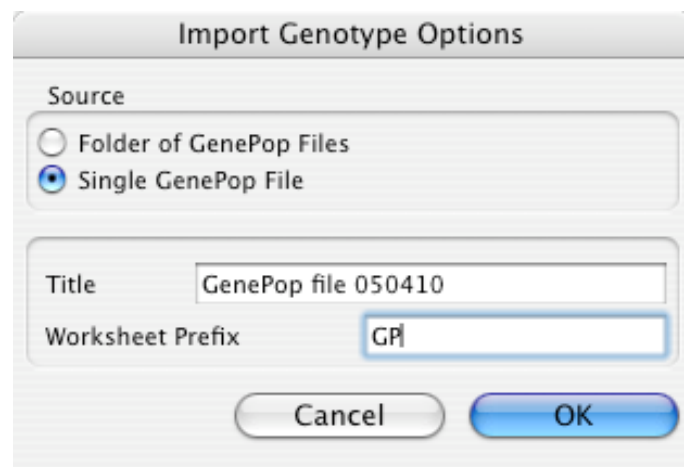 Import Genotype Options
Source
Folder of GenePop Files
Single GenePop File
Title GenePop file 050410
Worksheet Prefix GP
Cancel OK